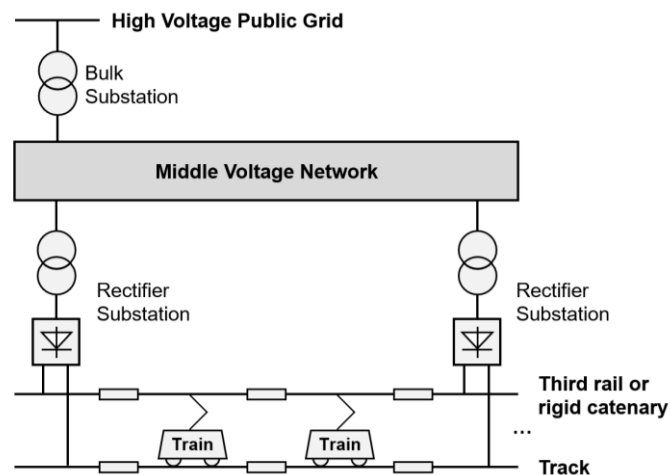 High Voltage Public Grid
Bulk
Substation
Middle Voltage Network
Rectifier
Substation
Rectifier
Substation
Third rail or
rigid catenary
...
Train
Train
Track